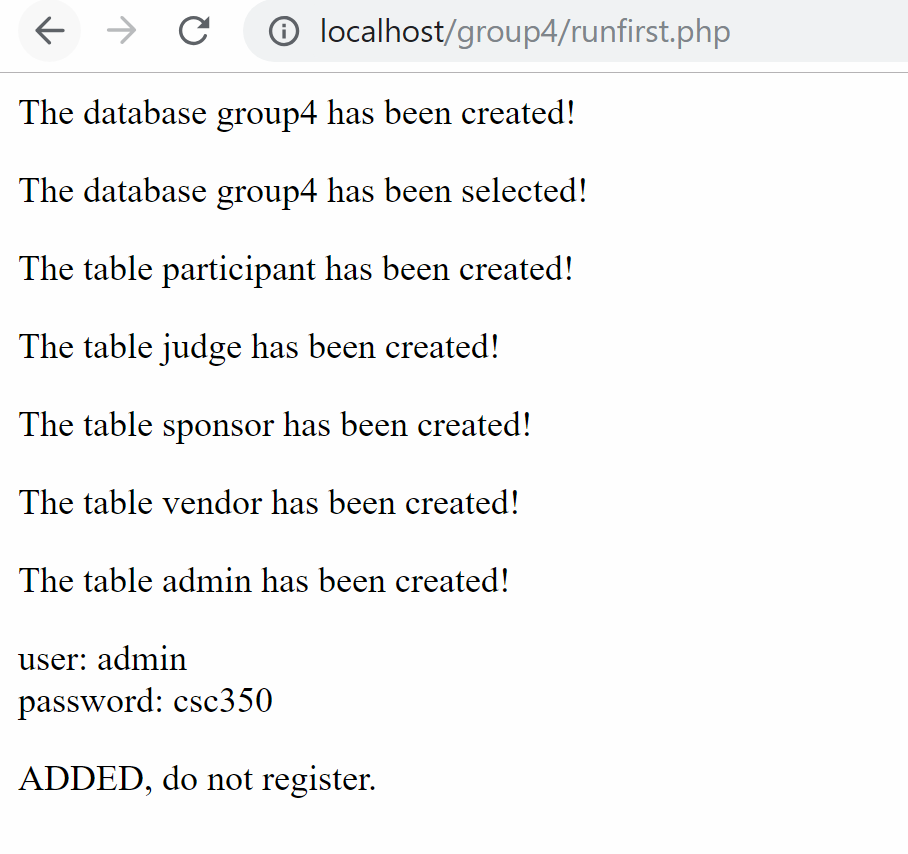 localhost/group4/runfirst.php
The database group4 has been created!
The database group4 has been selected!
The table participant has been created!
The table judge has been created!
The table sponsor has been created!
The table vendor has been created!
The table admin has been created!
user: admin
password: csc350
ADDED, do not register.